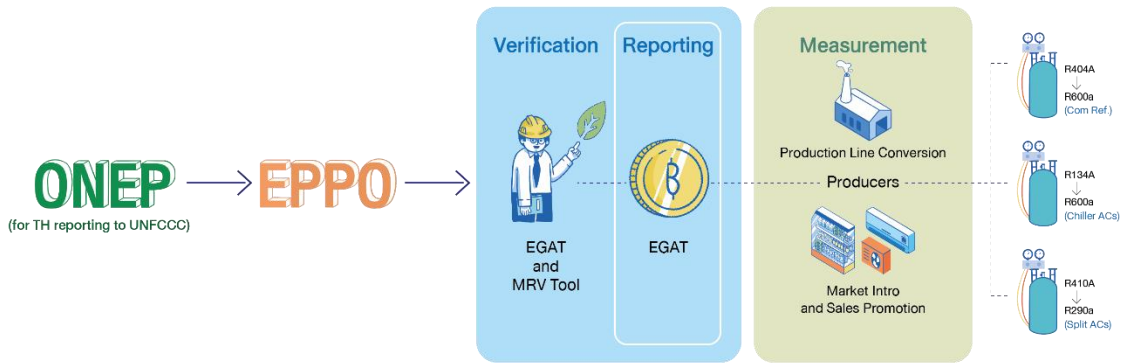 ONEP
(for TH reporting to UNFCCC)
EPPO
Verification
EGAT
and
MRV Tool
Reporting
EGAT
Measurement
Production Line Conversion
Producers
Market Intro
and Sales Promotion
R404A
R600a
(Com Ref.)
R134A
R600a
(Chiller ACs)
R410A
R290a
(Split ACs)